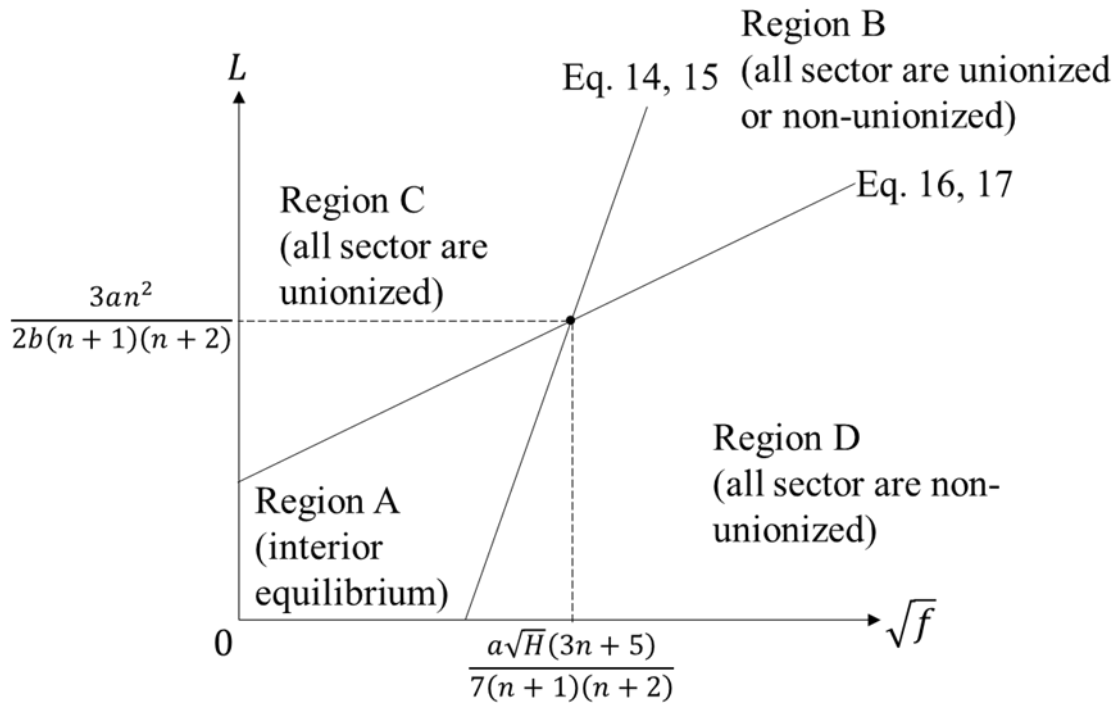 L
Region B
(all sector are unionized
or non-unionized)
Eq. 14, 15
Eq. 16, 17
Region C
(all sector are
unionized)
3an²
2b(n + 1)(n + 2)
Region D
(all sector are non-
unionized)
Region A
(interior
equilibrium)
0
√f
a√H(3n + 5)
7(n + 1)(n + 2)